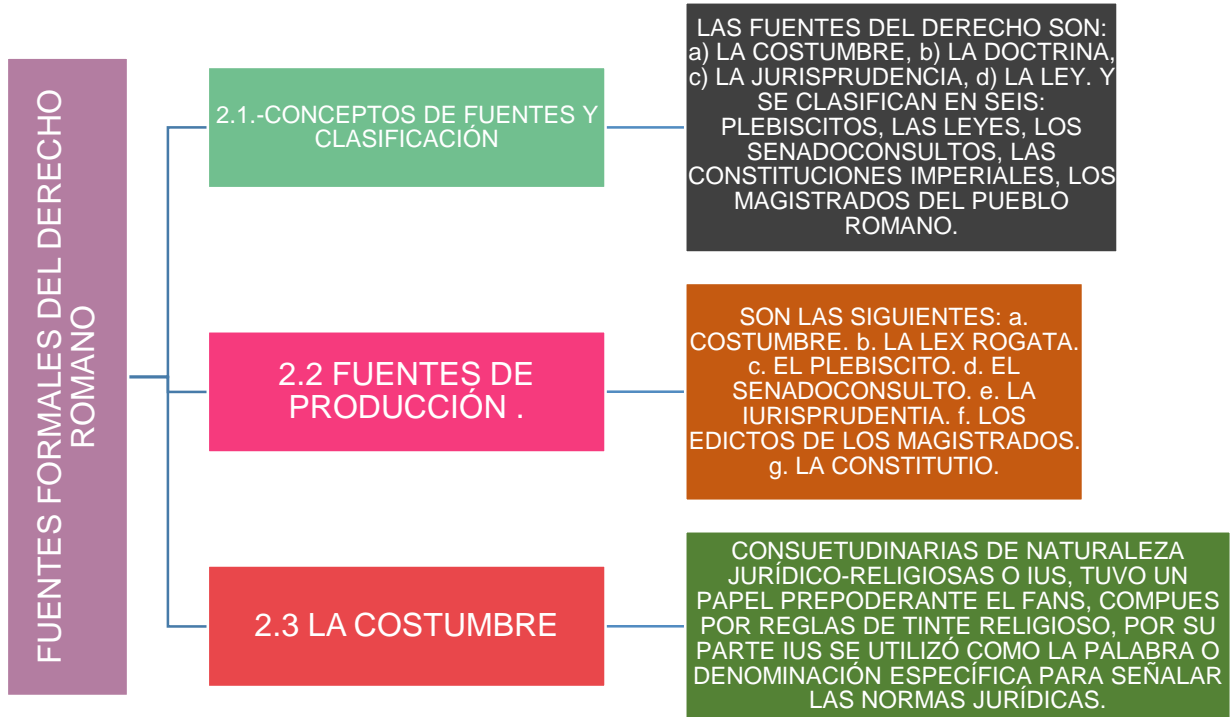 FUENTES FORMALES DEL DERECHO
ROMANO
2.1.-CONCEPTOS DE FUENTES Y
CLASIFICACIÓN
LAS FUENTES DEL DERECHO SON:
a) LA COSTUMBRE, b) LA DOCTRINA,
c) LA JURISPRUDENCIA, d) LA LEY. Y
SE CLASIFICAN EN SEIS:
PLEBISCITOS, LAS LEYES, LOS
SENADOCONSULTOS, LAS
CONSTITUCIONES IMPERIALES, LOS
MAGISTRADOS DEL PUEBLO
ROMANO.
2.2 FUENTES DE
PRODUCCIÓN .
SON LAS SIGUIENTES: a.
COSTUMBRE. b. LA LEX ROGATA.
c. EL PLEBISCITO. d. EL
SENADOCONSULTO. e. LA
IURISPRUDENTIA. f. LOS
EDICTOS DE LOS MAGISTRADOS.
g. LA CONSTITUTIO.
2.3 LA COSTUMBRE
CONSUETUDINARIAS DE NATURALEZA
JURÍDICO-RELIGIOSAS O IUS, TUVO UN
PAPEL PREPODERANTE EL FANS, COMPUES
POR REGLAS DE TINTE RELIGIOSO, POR SU
PARTE IUS SE UTILIZÓ COMO LA PALABRA O
DENOMINACIÓN ESPECÍFICA PARA SEÑALAR
LAS NORMAS JURÍDICAS.